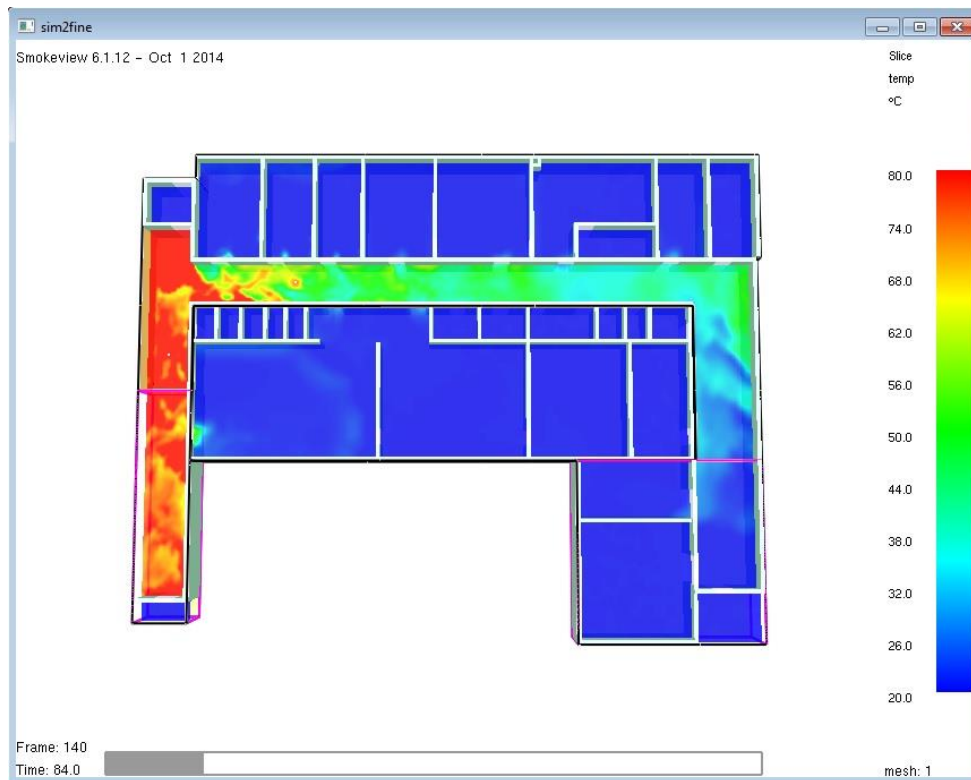 sim2fine
Smokeview 6.1.12 - Oct 1 2014
Slice
temp
°C
80.0
74.0
68.0
62.0
56.0
50.0
44.0
38.0
32.0
26.0
20.0
Frame: 140
Time: 84.0
mesh: 1